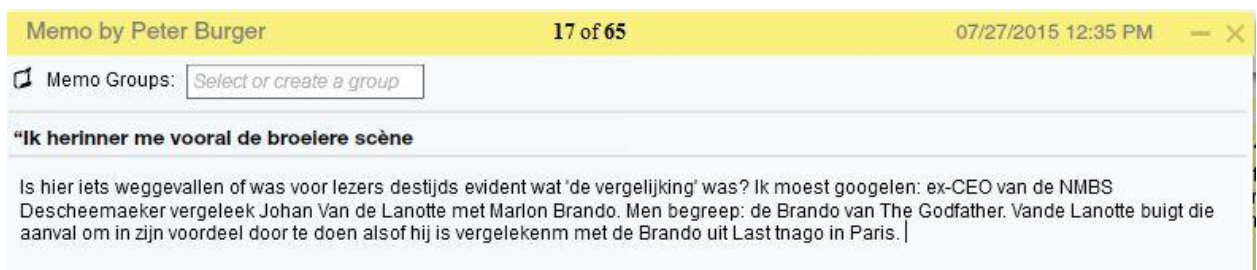 Memo by Peter Burger 17 of 65 07/27/2015 12:35 PM
Memo Groups: Select or create a group
“Ik herinner me vooral de broeiere scène
Is hier iets weggevallen of was voor lezers destijds evident wat 'de vergelijking' was? Ik moest googelen: ex-CEO van de NMBS
Descheemaeker vergeleek Johan Van de Lanotte met Marlon Brando. Men begreep: de Brando van The Godfather. Vande Lanotte buigt die
aanval om in zijn voordeel door te doen alsof hij is vergelekenm met de Brando uit Last tnago in Paris.